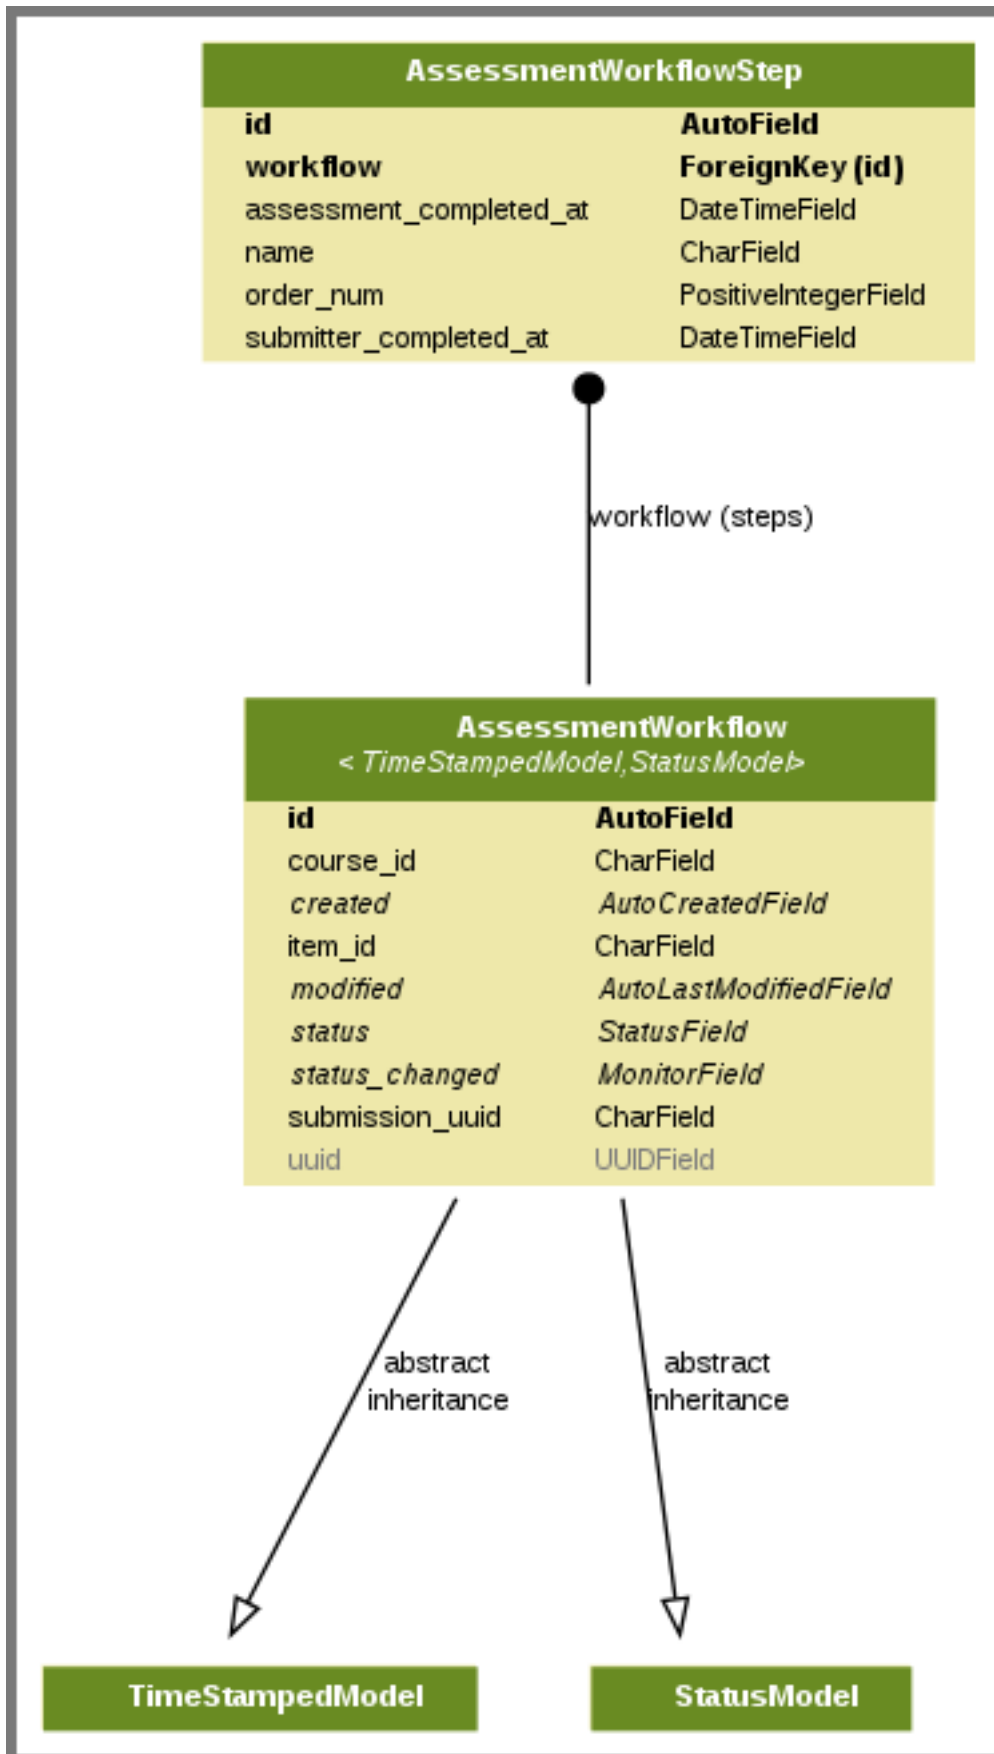 AssessmentWorkflowStep
id AutoField
workflow ForeignKey (id)
assessment_completed_at DateTimeField
name CharField
order_num PositiveIntegerField
submitter_completed_at DateTimeField
workflow (steps)
AssessmentWorkflow
< TimeStampedModel,StatusModel>
id AutoField
course_id CharField
created AutoCreatedField
item_id CharField
modified AutoLastModifiedField
status StatusField
status_changed MonitorField
submission_uuid CharField
uuid UUIDField
abstract
inheritance
abstract
inheritance
TimeStampedModel
StatusModel